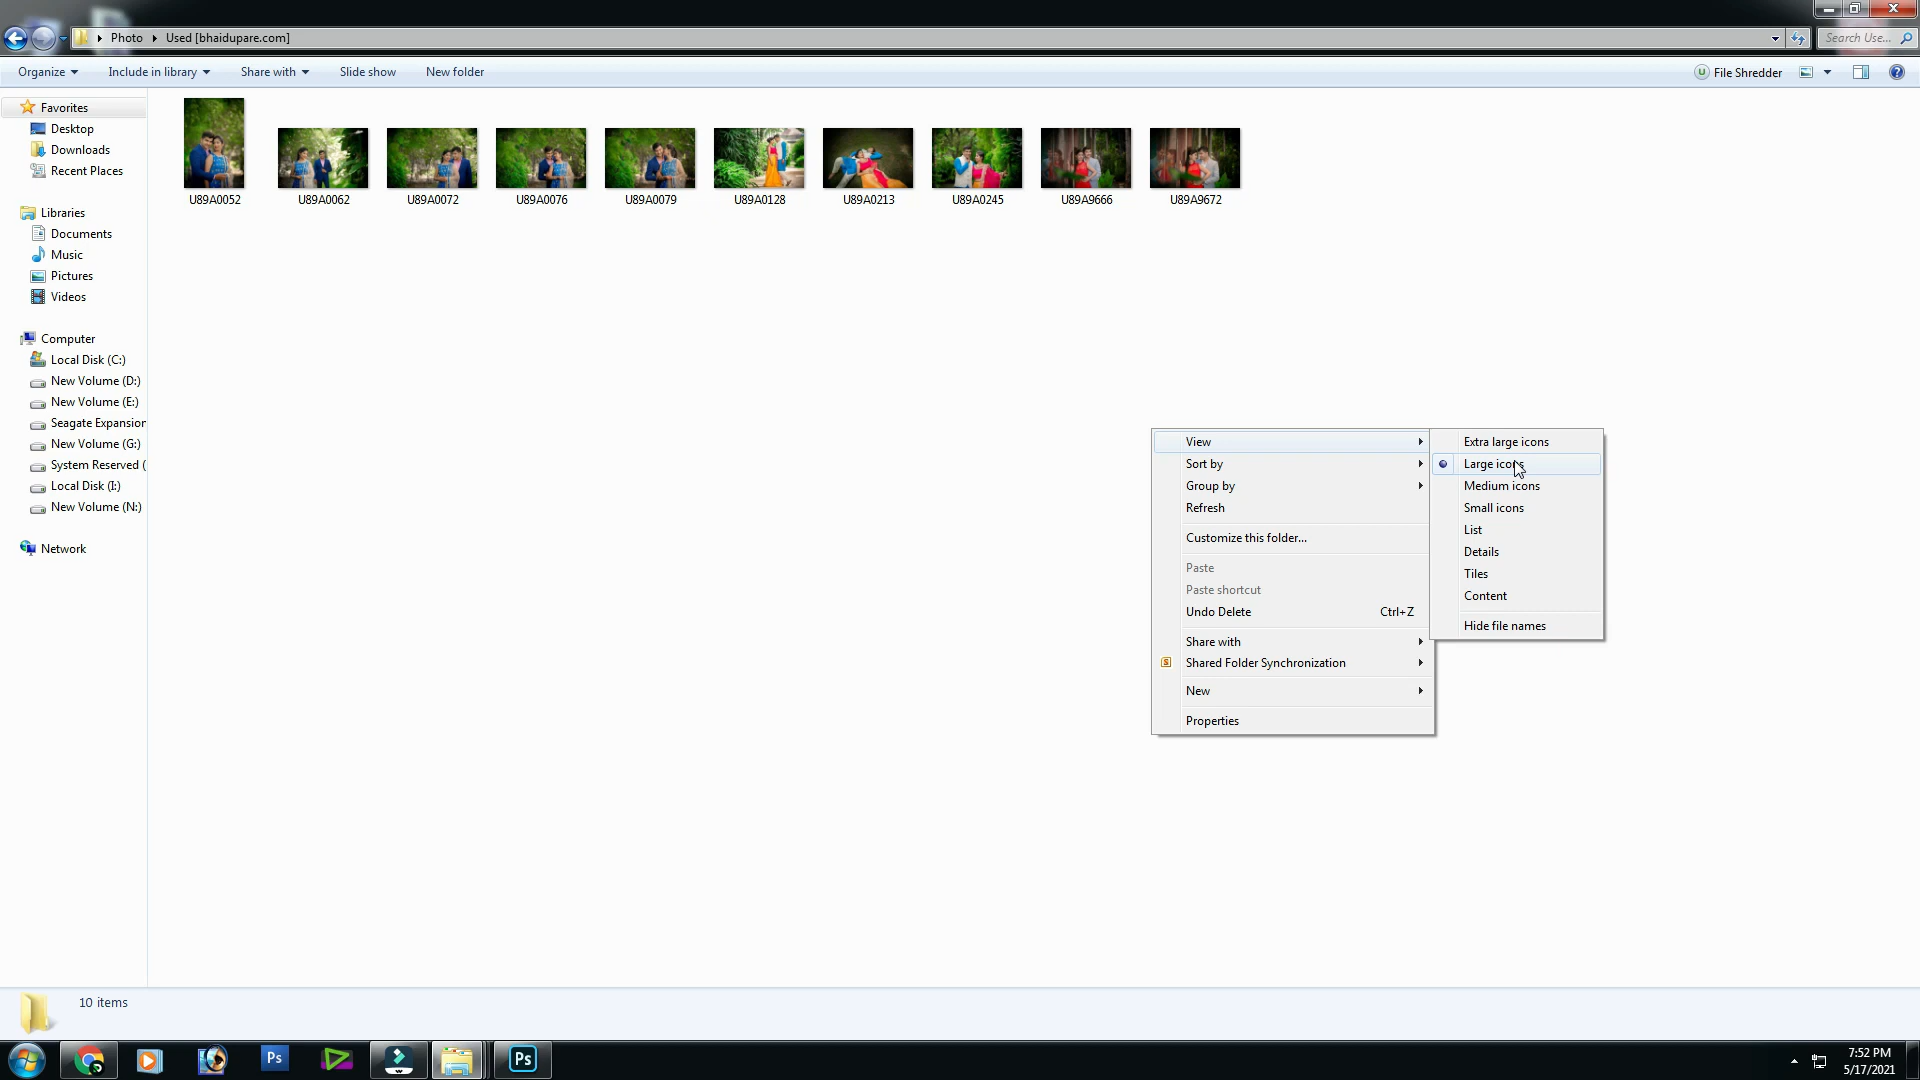 Photo Used [bhaidupare.com]
Search Use...
Organize Include in library Share with Slide show New folder
File Shredder
Favorites
Desktop
Downloads
Recent Places
Libraries
Documents
Music
Pictures
Videos
Computer
Local Disk (C:)
New Volume (D:)
New Volume (E:)
Seagate Expansion
New Volume (G:)
System Reserved (
Local Disk (I:)
New Volume (N:)
Network
U89A0052 U89A0062 U89A0072 U89A0076 U89A0079 U89A0128 U89A0213 U89A0245 U89A9666 U89A9672
View
Sort by
Group by
Refresh
Customize this folder...
Paste
Paste shortcut
Undo Delete Ctrl+Z
Share with
Shared Folder Synchronization
New
Properties
Extra large icons
Large icons
Medium icons
Small icons
List
Details
Tiles
Content
Hide file names
10 items
Ps
Ps
7:52 PM
5/17/2021